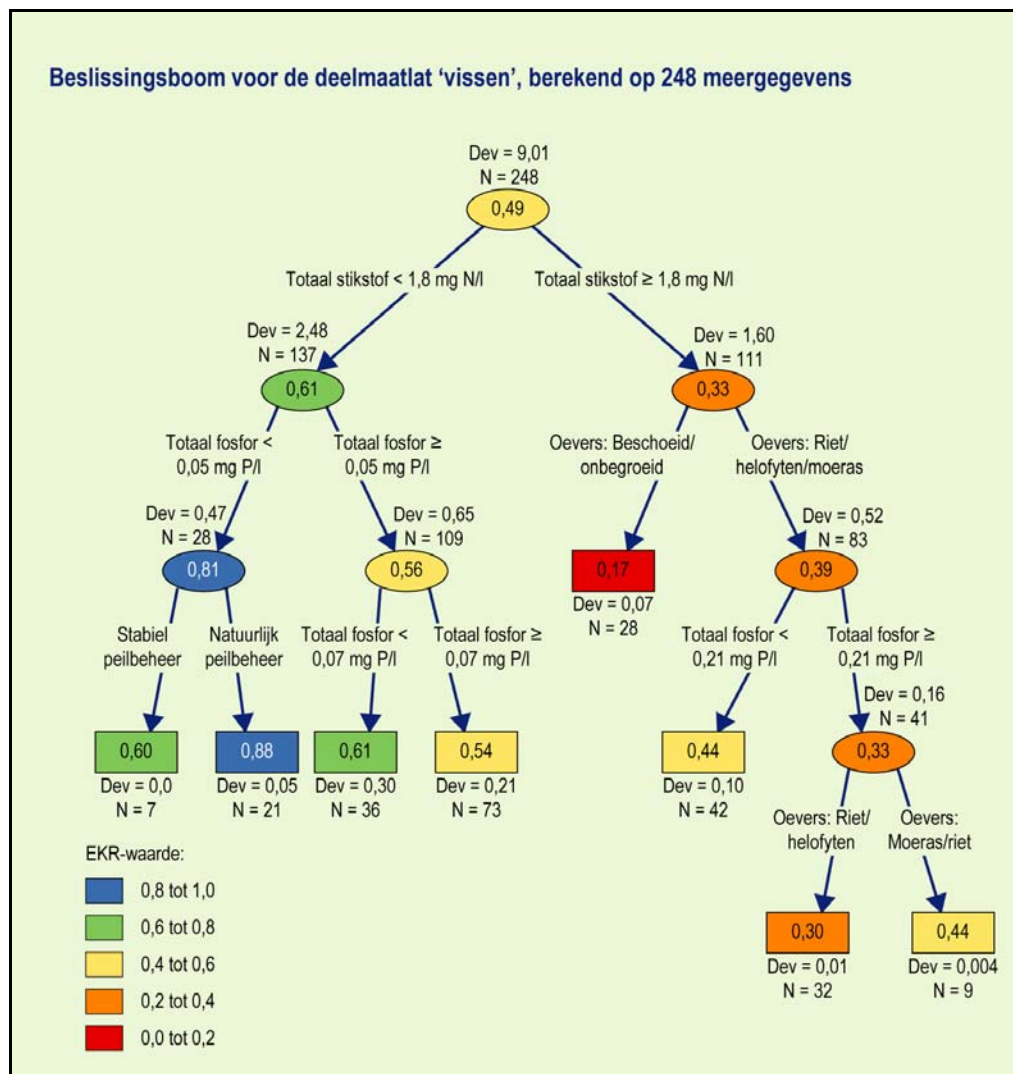 Beslissingsboom voor de deelmaatlat ‘vissen’, berekend op 248 meergegevens
Dev = 9,01
N = 248
0,49
Totaal stikstof < 1,8 mg N/l
Totaal stikstof ≥ 1,8 mg N/l
Dev = 2,48
N = 137
0,61
Dev = 1,60
N = 111
0,33
Totaal fosfor <
0,05 mg P/l
Totaal fosfor ≥
0,05 mg P/l
Oevers: Beschoeid/
onbegroeid
Oevers: Riet/
helofyten/moeras
Dev = 0,47
N = 28
0,81
Dev = 0,65
N = 109
0,56
0,17
Dev = 0,07
N = 28
Dev = 0,52
N = 83
0,39
Stabiel
peilbeheer
Natuurlijk
peilbeheer
Totaal fosfor <
0,07 mg P/l
Totaal fosfor ≥
0,07 mg P/l
Totaal fosfor <
0,21 mg P/l
Totaal fosfor ≥
0,21 mg P/l
0,60
Dev = 0,0
N = 7
0,88
Dev = 0,05
N = 21
0,61
Dev = 0,30
N = 36
0,54
Dev = 0,21
N = 73
0,44
Dev = 0,10
N = 42
Dev = 0,16
N = 41
0,33
Oevers: Riet/
helofyten
Oevers:
Moeras/riet
0,30
Dev = 0,01
N = 32
0,44
Dev = 0,004
N = 9
EKR-waarde:
0,8 tot 1,0
0,6 tot 0,8
0,4 tot 0,6
0,2 tot 0,4
0,0 tot 0,2